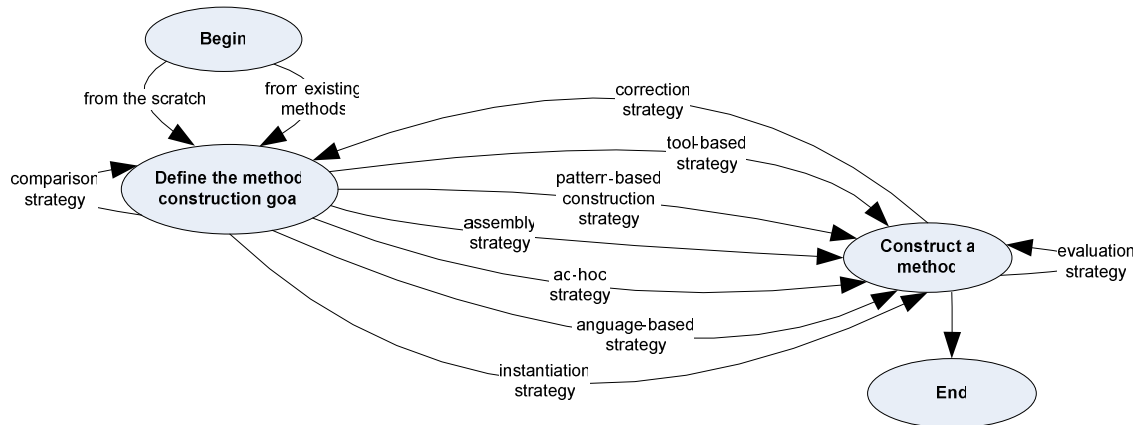 Begin
from the scratch
from existing
methods
correction
strategy
tool-based
strategy
comparison
strategy
Define the method
construction goal
pattern-based
construction
strategy
assembly
strategy
Construct a
method
evaluation
strategy
ad-hoc
strategy
language-based
strategy
instantiation
strategy
End